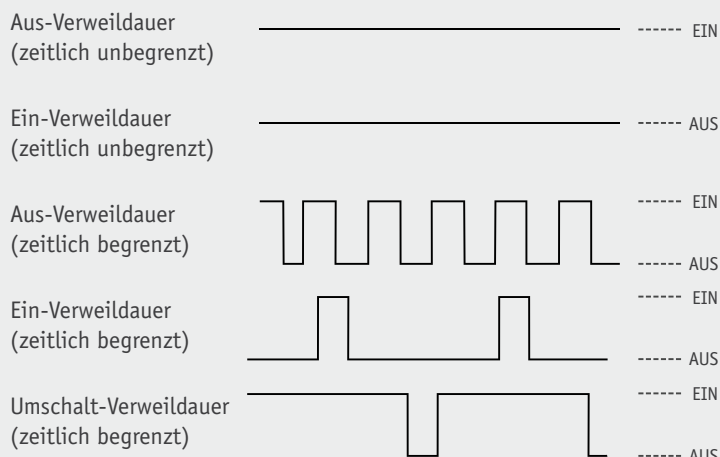 Aus-Verweildauer
(zeitlich unbegrenzt)
EIN
Ein-Verweildauer
(zeitlich unbegrenzt)
AUS
Aus-Verweildauer
(zeitlich begrenzt)
EIN
AUS
Ein-Verweildauer
(zeitlich begrenzt)
EIN
AUS
Umschalt-Verweildauer
(zeitlich begrenzt)
EIN
AUS